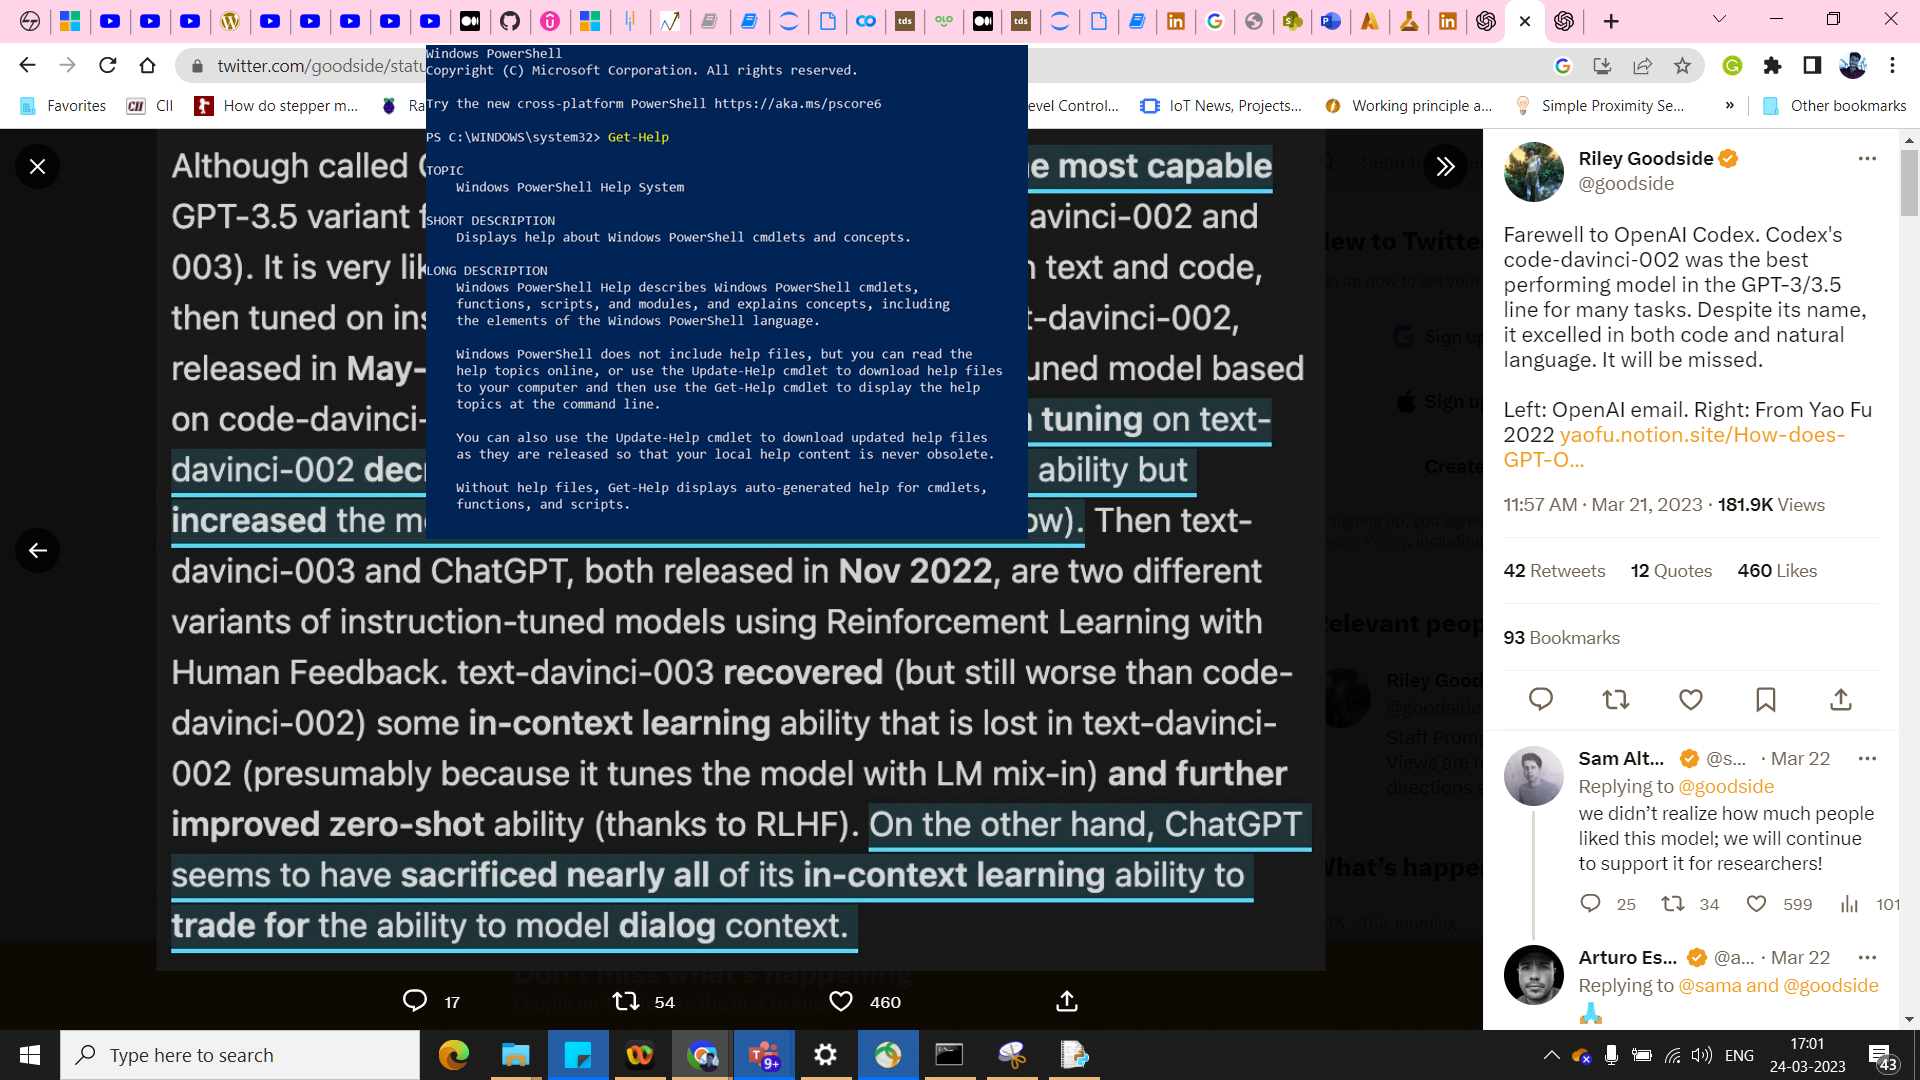 twitter.com/goodside/statu
Favorites
CII
How do stepper m...
Ra
evel Control...
IoT News, Projects...
Working principle a...
Simple Proximity Se...
»
Other bookmarks
Windows PowerShell
Copyright (C) Microsoft Corporation. All rights reserved.
Try the new cross-platform PowerShell https://aka.ms/pscore6
PS C:\WINDOWS\system32> Get-Help
TOPIC
Windows PowerShell Help System
SHORT DESCRIPTION
Displays help about Windows PowerShell cmdlets and concepts.
LONG DESCRIPTION
Windows PowerShell Help describes Windows PowerShell cmdlets,
functions, scripts, and modules, and explains concepts, including
the elements of the Windows PowerShell language.
Windows PowerShell does not include help files, but you can read the
help topics online, or use the Update-Help cmdlet to download help files
to your computer and then use the Get-Help cmdlet to display the help
topics at the command line.
You can also use the Update-Help cmdlet to download updated help files
as they are released so that your local help content is never obsolete.
Without help files, Get-Help displays auto-generated help for cmdlets,
functions, and scripts.
Although called e most capable
GPT-3.5 variant avinci-002 and
003). It is very text and code,
then tuned on t-davinci-002,
released in May- uned model based
on code-davinci- tuning on text-
davinci-002 ability but
increased the ow). Then text-
davinci-003 and ChatGPT, both released in Nov 2022, are two different
variants of instruction-tuned models using Reinforcement Learning with
Human Feedback. text-davinci-003 recovered (but still worse than code-
davinci-002) some in-context learning ability that is lost in text-davinci-
002 (presumably because it tunes the model with LM mix-in) and further
improved zero-shot ability (thanks to RLHF). On the other hand, ChatGPT
seems to have sacrificed nearly all of its in-context learning ability to
trade for the ability to model dialog context.
17
54
460
Riley Goodside
@goodside
Farewell to OpenAI Codex. Codex's
code-davinci-002 was the best
performing model in the GPT-3/3.5
line for many tasks. Despite its name,
it excelled in both code and natural
language. It will be missed.
Left: OpenAI email. Right: From Yao Fu
2022 yaofu.notion.site/How-does-
GPT-O...
11:57 AM · Mar 21, 2023 · 181.9K Views
42 Retweets 12 Quotes 460 Likes
93 Bookmarks
Sam Alt... @s... · Mar 22
Replying to @goodside
we didn’t realize how much people
liked this model; we will continue
to support it for researchers!
25
34
599
101
Arturo Es... @a... · Mar 22
Replying to @sama and @goodside
Type here to search
9+
ENG
17:01
24-03-2023
43